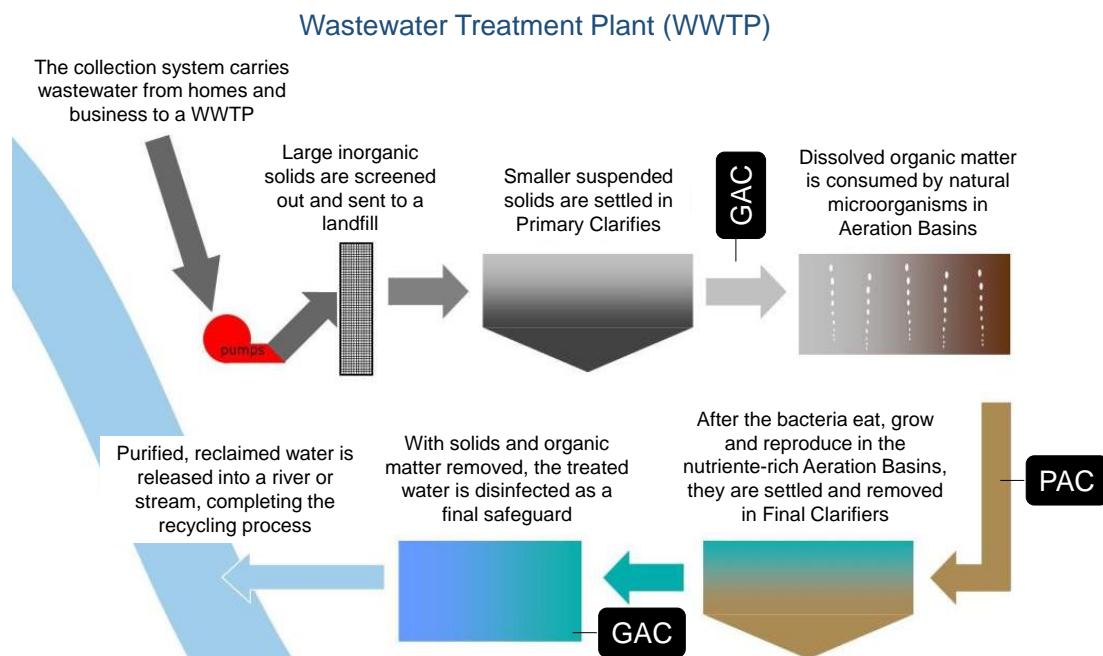 Wastewater Treatment Plant (WWTP)
The collection system carries
wastewater from homes and
business to a WWTP
Large inorganic
solids are screened
out and sent to a
landfill
Smaller suspended
solids are settled in
Primary Clarifies
GAC
Dissolved organic matter
is consumed by natural
microorganisms in
Aeration Basins
pumps
Purified, reclaimed water is
released into a river or
stream, completing the
recycling process
With solids and organic
matter removed, the treated
water is disinfected as a
final safeguard
After the bacteria eat, grow
and reproduce in the
nutriente-rich Aeration Basins,
they are settled and removed
in Final Clarifiers
PAC
GAC